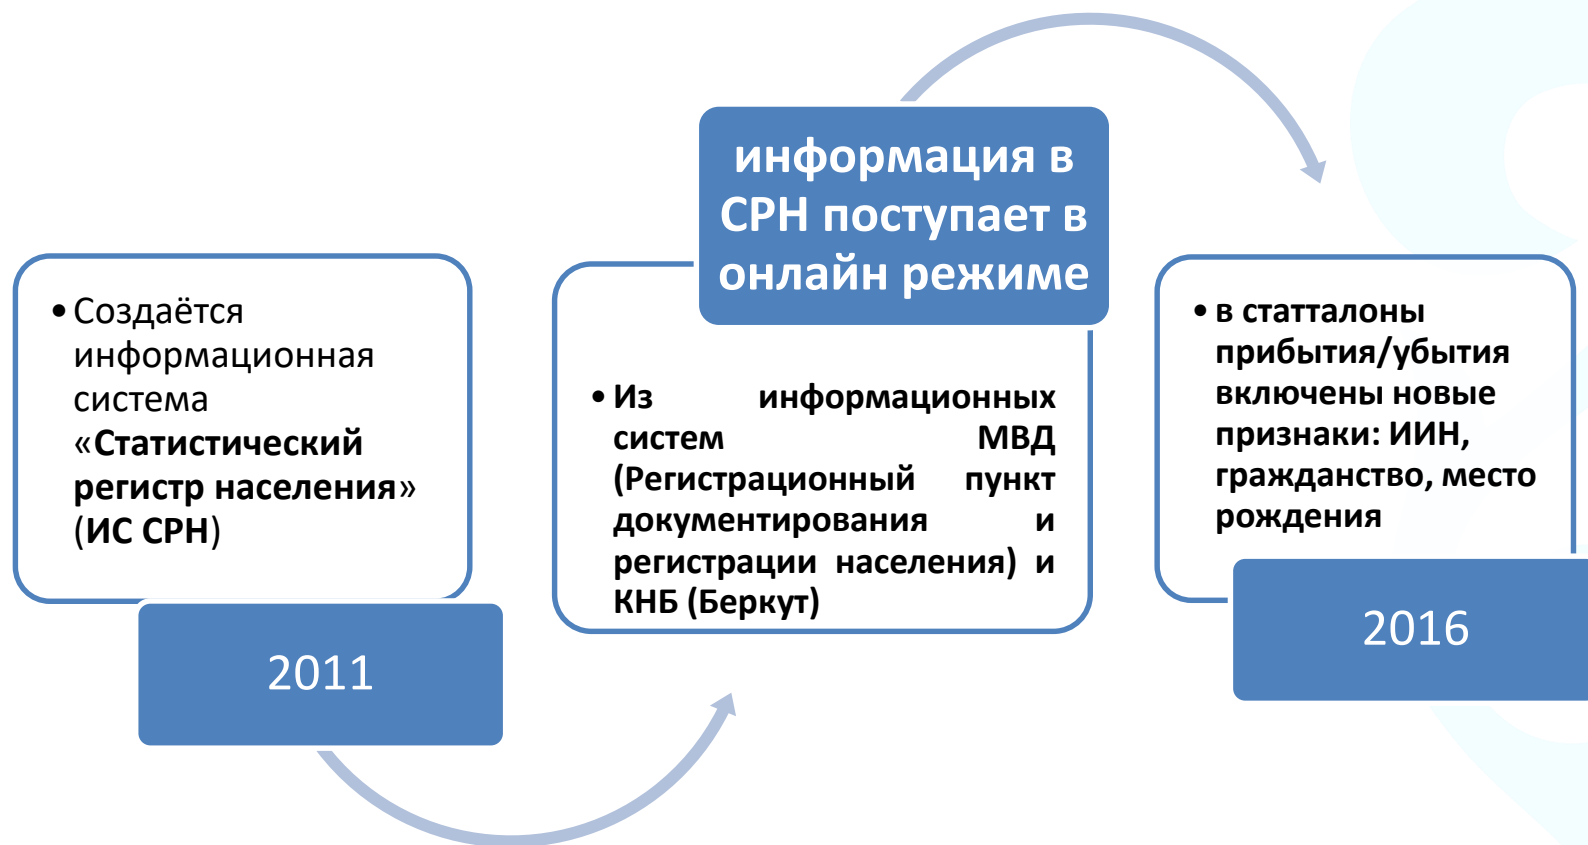 • Создаётся
информационная
система
«Статистический
регистр населения»
(ИС СРН)
2011
информация в
СРН поступает в
онлайн режиме
• Из информационных
систем МВД
(Регистрационный пункт
документирования и
регистрации населения) и
КНБ (Беркут)
• в статталоны
прибытия/убытия
включены новые
признаки: ИИН,
гражданство, место
рождения
2016